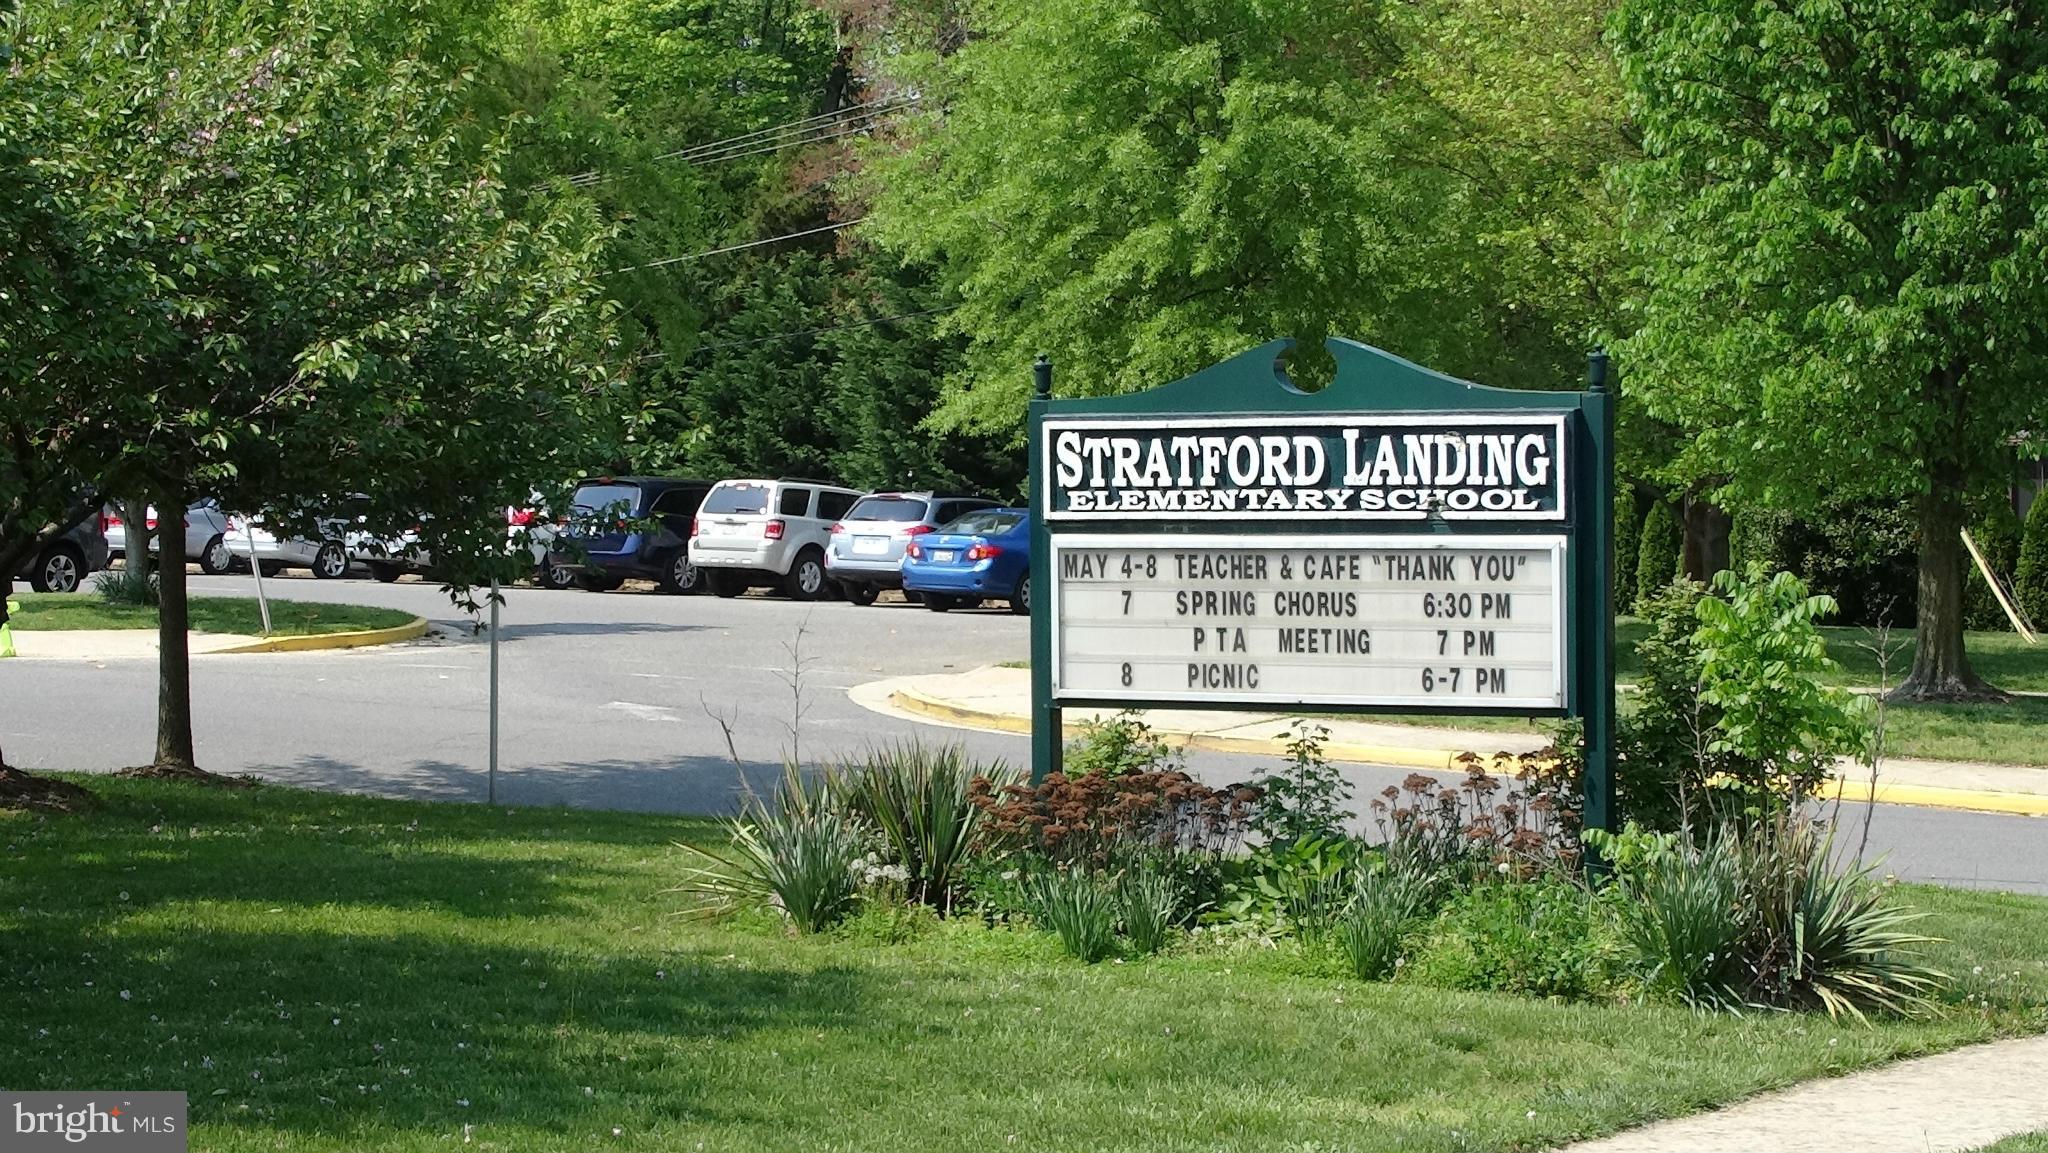 STRATFORD LANDING
ELEMENTARY SCHOOL
MAY 4-8 TEACHER & CAFE "THANK YOU"
7 SPRING CHORUS 6:30 PM
PTA MEETING 7 PM
8 PICNIC 6-7 PM
bright™ MLS